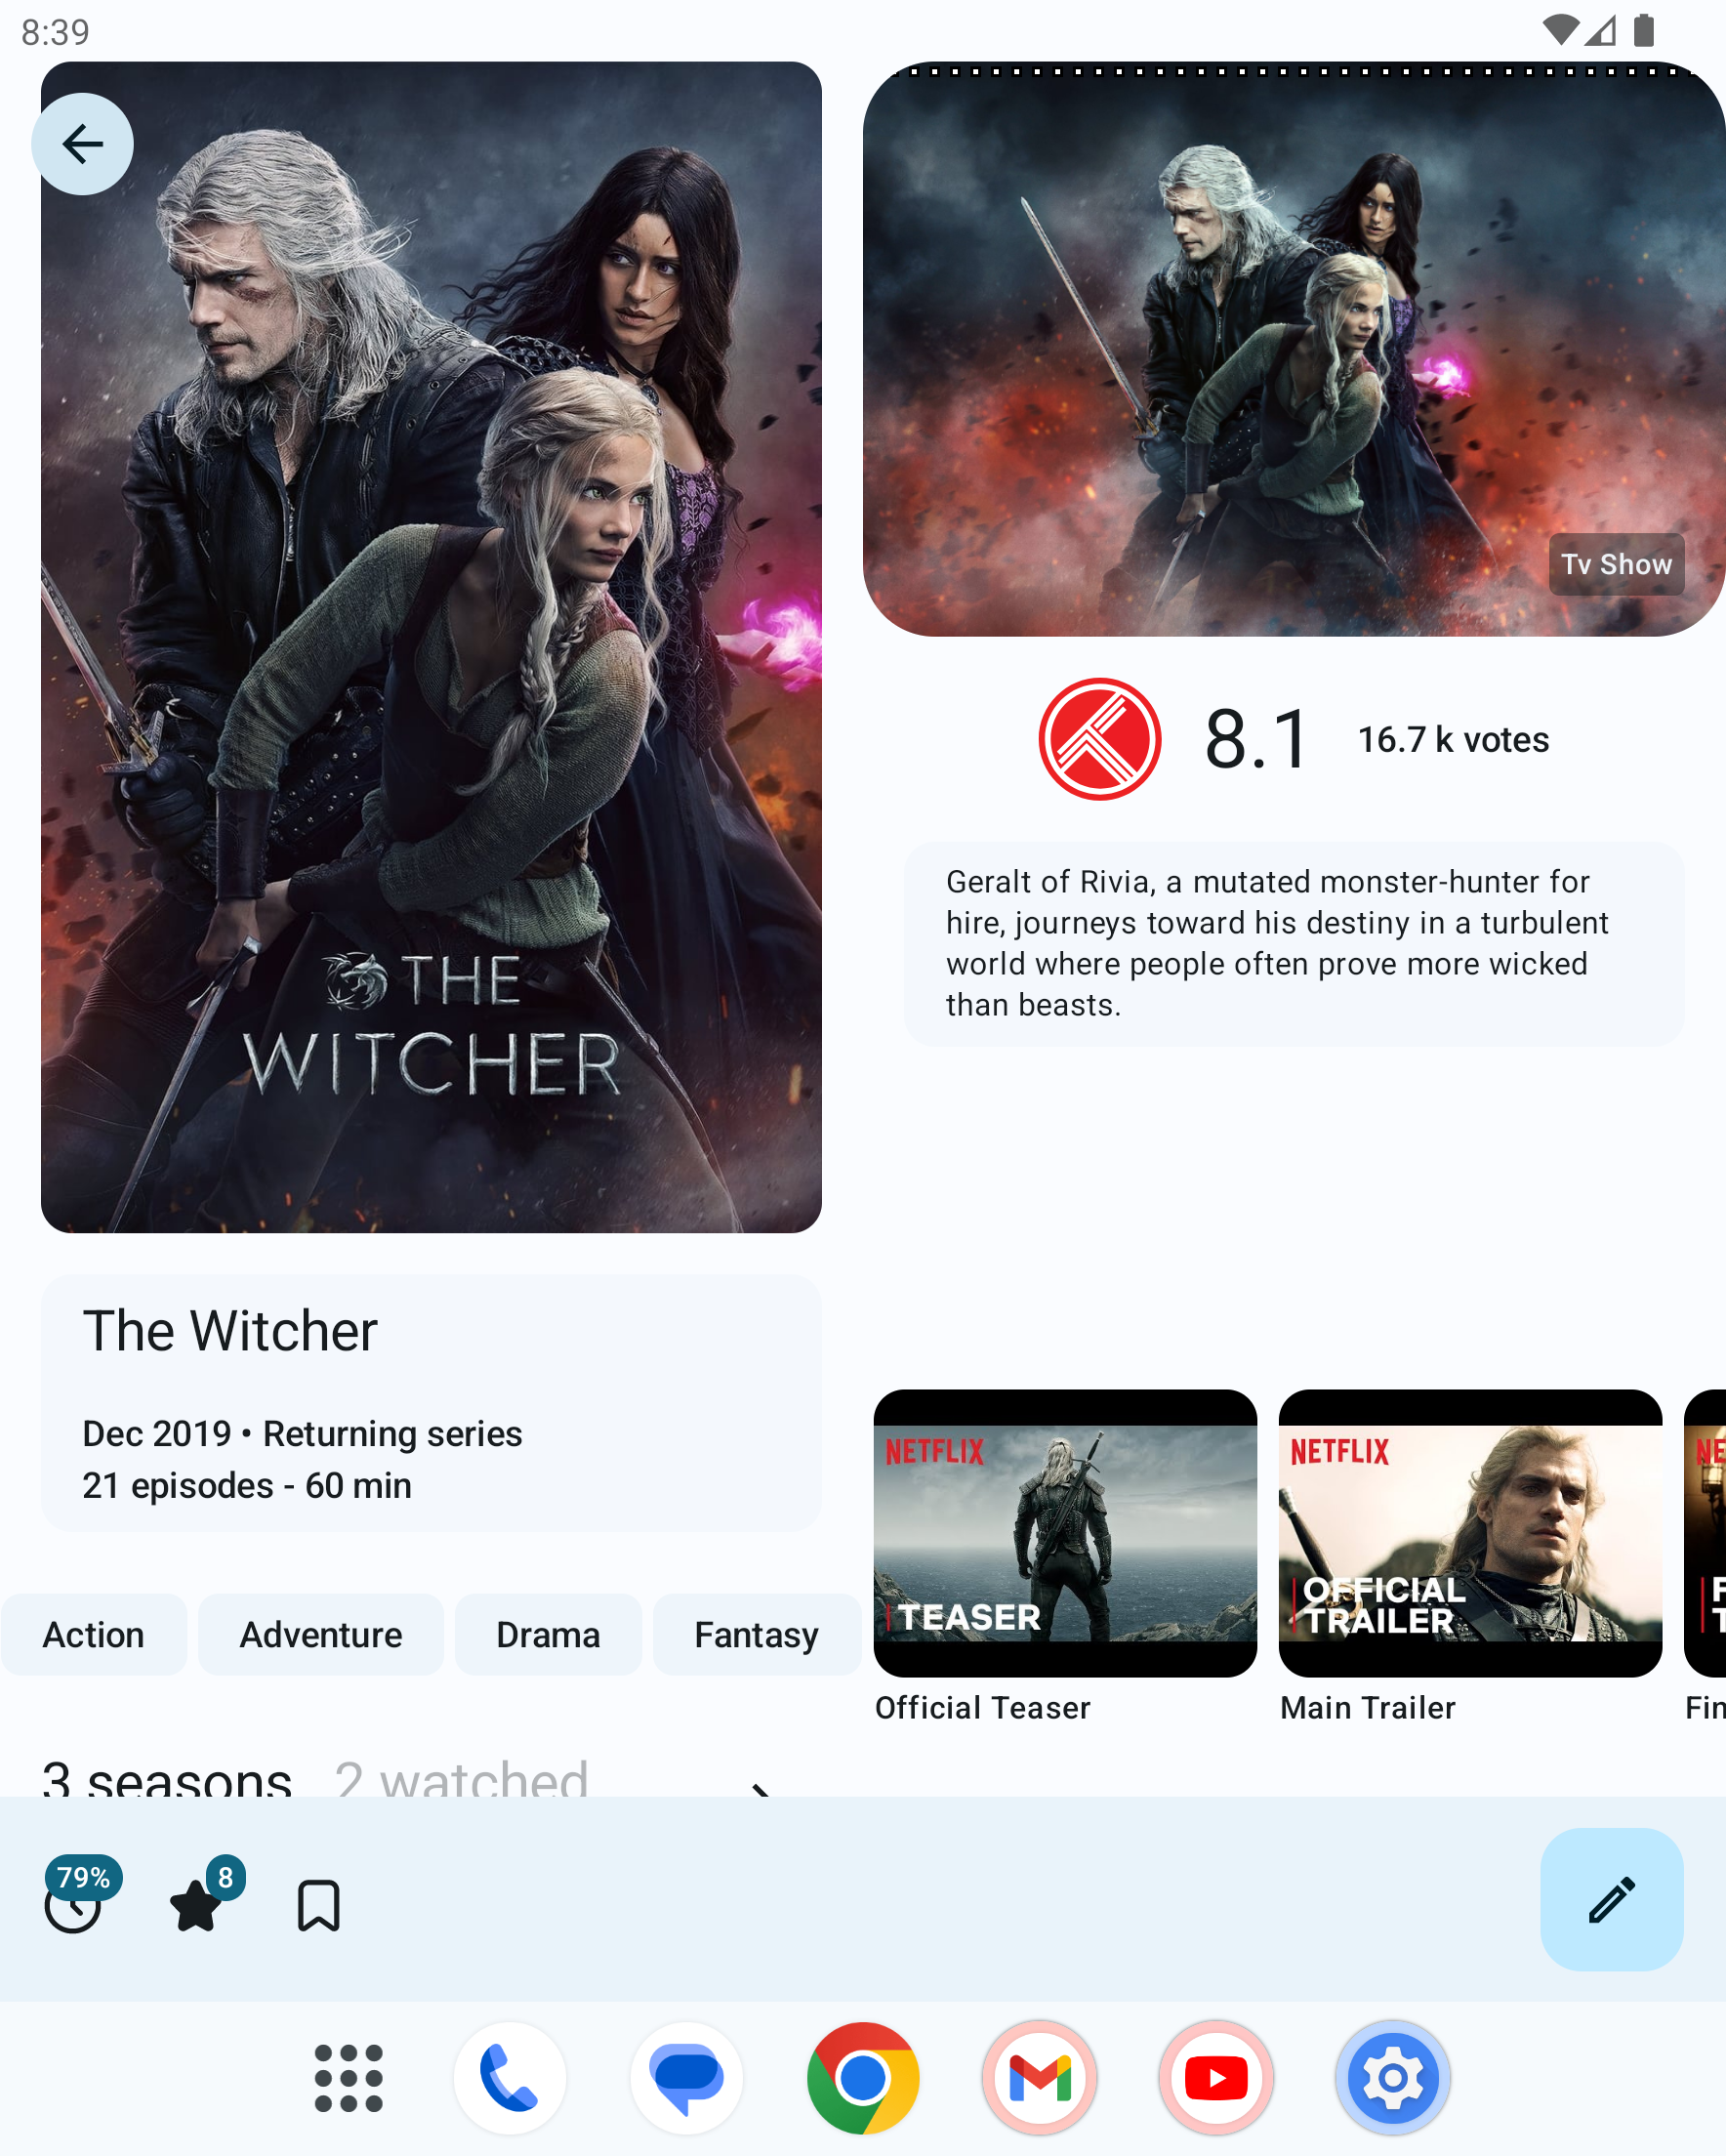 8:39
THE
WITCHER
Tv Show
8.1
16.7 k votes
Geralt of Rivia, a mutated monster-hunter for
hire, journeys toward his destiny in a turbulent
world where people often prove more wicked
than beasts.
The Witcher
Dec 2019 • Returning series
21 episodes - 60 min
Action
Adventure
Drama
Fantasy
NETFLIX
TEASER
Official Teaser
NETFLIX
OFFICIAL
TRAILER
Main Trailer
3 seasons
2 watched
79%
8